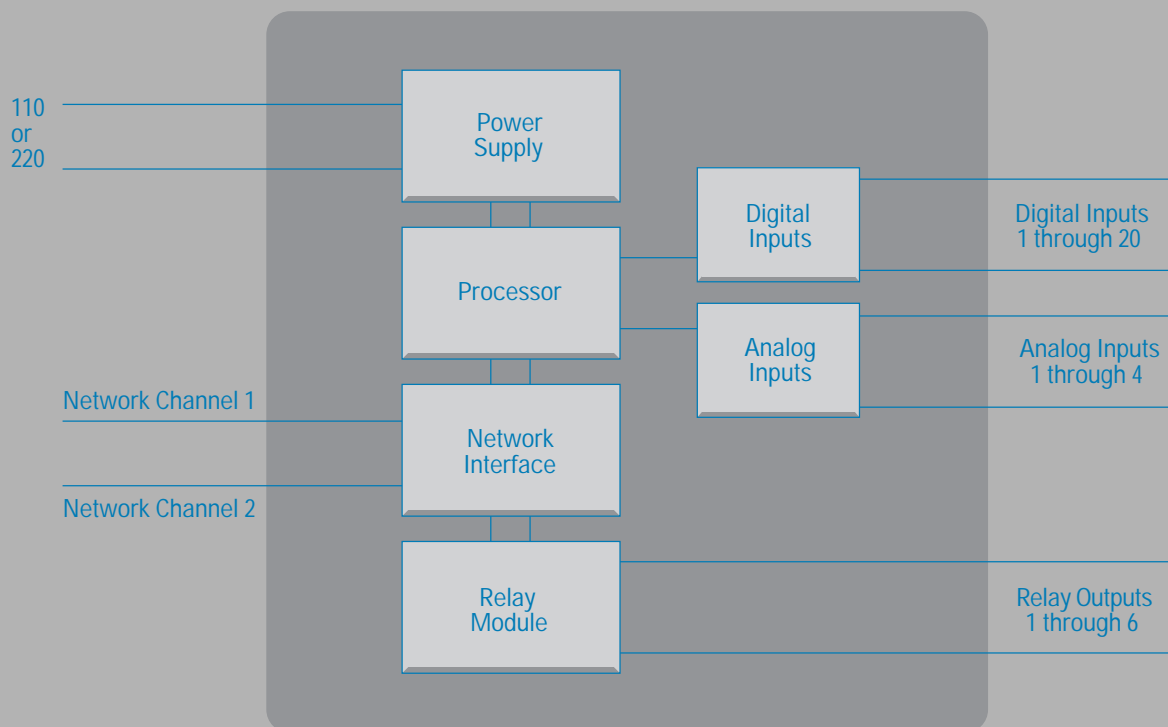 110
or
220
Power
Supply
Digital
Inputs
Digital Inputs
1 through 20
Processor
Analog
Inputs
Analog Inputs
1 through 4
Network Channel 1
Network
Interface
Network Channel 2
Relay
Module
Relay Outputs
1 through 6